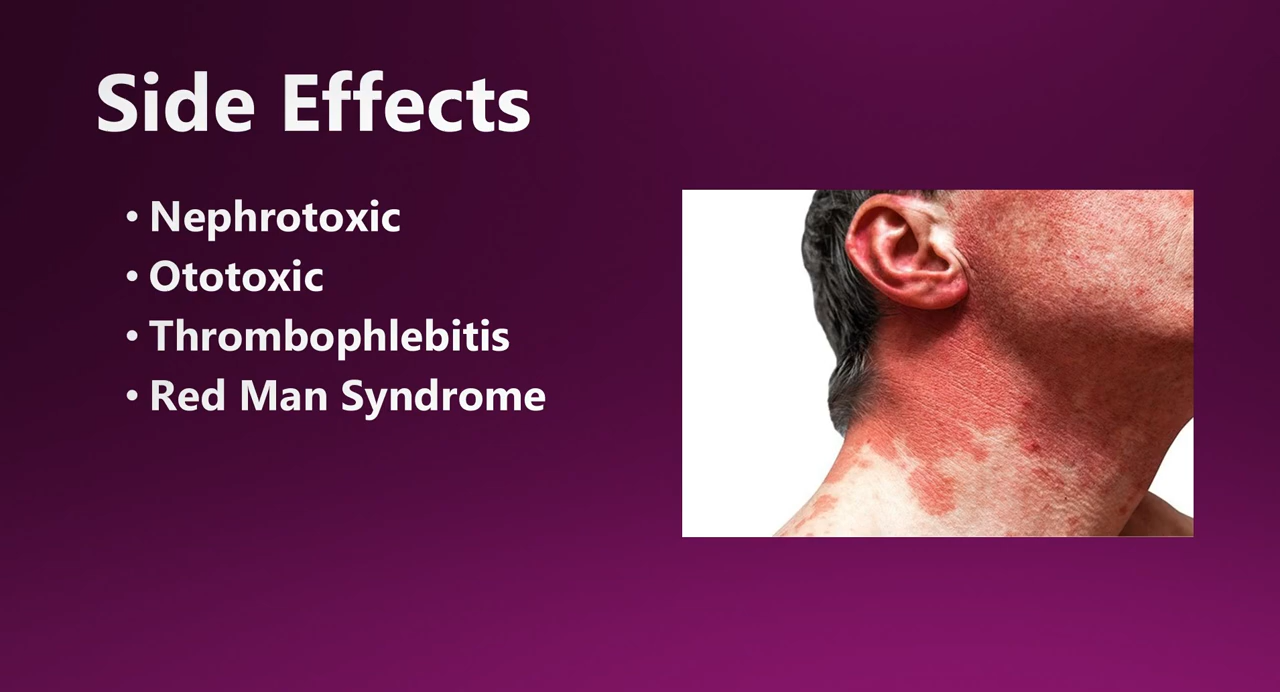 Side Effects
• Nephrotoxic
• Ototoxic
• Thrombophlebitis
• Red Man Syndrome